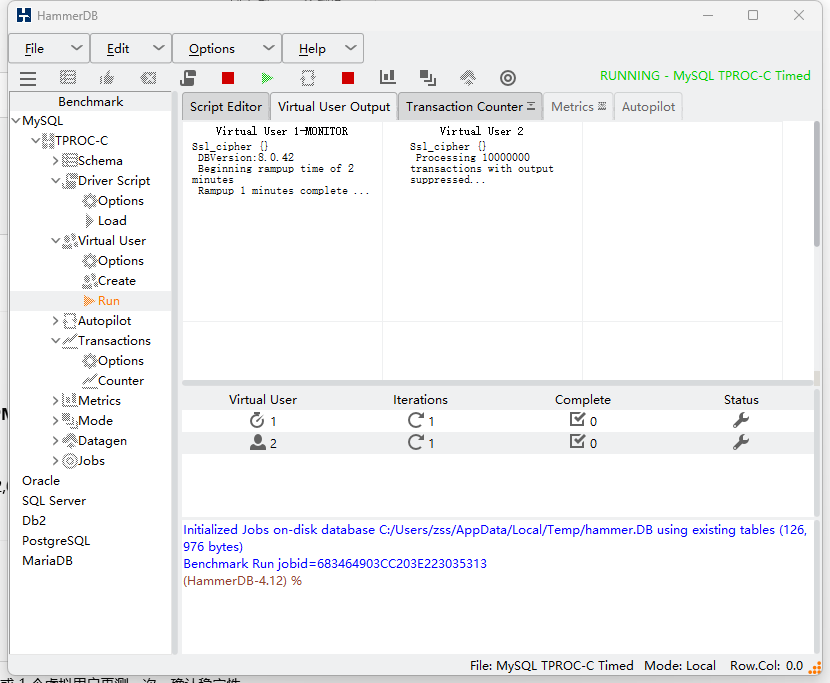 HammerDB
File Edit Options Help
RUNNING - MySQL TPROC-C Timed
Benchmark
MySQL
TPROC-C
Schema
Driver Script
Options
Load
Virtual User
Options
Create
Run
Autopilot
Transactions
Options
Counter
Metrics
Mode
Datagen
Jobs
Oracle
SQL Server
Db2
PostgreSQL
MariaDB
Script Editor Virtual User Output Transaction Counter Metrics Autopilot
Virtual User 1-MONITOR
Ssl_cipher {}
DBVersion:8.0.42
Beginning rampup time of 2
minutes
Rampup 1 minutes complete ...
Virtual User 2
Ssl_cipher {}
Processing 10000000
transactions with output
suppressed...
Virtual User Iterations Complete Status
1 1 0
2 1 0
Initialized Jobs on-disk database C:/Users/zss/AppData/Local/Temp/hammer.DB using existing tables (126,
976 bytes)
Benchmark Run jobid=683464903CC203E223035313
(HammerDB-4.12) %
File: MySQL TPROC-C Timed Mode: Local Row.Col: 0.0